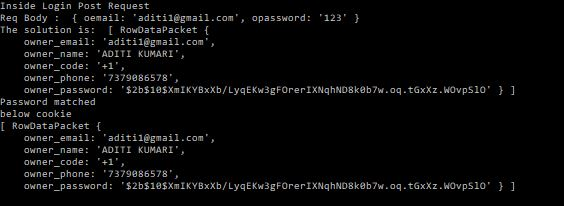 Inside Login Post Request
Req Body :  { oemail: 'aditi1@gmail.com', opassword: '123' }
The solution is:  [ RowDataPacket {
    owner_email: 'aditi1@gmail.com',
    owner_name: 'ADITI KUMARI',
    owner_code: '+1',
    owner_phone: '7379086578',
    owner_password: '$2b$10$XmIKYBxXb/LyqEKw3gFOrerIXNqhND8k0b7w.oq.tGxXz.WOvpSlO' } ]
Password matched
below cookie
[ RowDataPacket {
    owner_email: 'aditi1@gmail.com',
    owner_name: 'ADITI KUMARI',
    owner_code: '+1',
    owner_phone: '7379086578',
    owner_password: '$2b$10$XmIKYBxXb/LyqEKw3gFOrerIXNqhND8k0b7w.oq.tGxXz.WOvpSlO' } ]